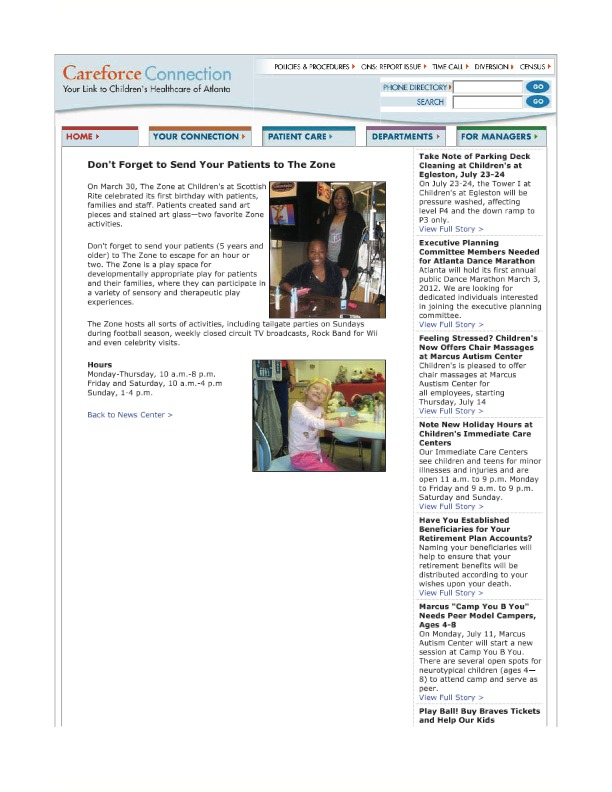 Careforce Connection
Your Link to Children's Healthcare of Atlanta
POLICIES & PROCEDURES
ONS: REPORT ISSUE
TIME CALL
DIVERSION
CENSUS
PHONE DIRECTORY
GO
SEARCH
GO
HOME
YOUR CONNECTION
PATIENT CARE
DEPARTMENTS
FOR MANAGERS
Don't Forget to Send Your Patients to The Zone
On March 30, The Zone at Children's at Scottish
Rite celebrated its first birthday with patients,
families and staff. Patients created sand art
pieces and stained art glass—two favorite Zone
activities.
Don't forget to send your patients (5 years and
older) to The Zone to escape for an hour or
two. The Zone is a play space for
developmentally appropriate play for patients
and their families, where they can participate in
a variety of sensory and therapeutic play
experiences.
The Zone hosts all sorts of activities, including tailgate parties on Sundays
during football season, weekly closed circuit TV broadcasts, Rock Band for Wii
and even celebrity visits.
Hours
Monday-Thursday, 10 a.m.-8 p.m.
Friday and Saturday, 10 a.m.-4 p.m
Sunday, 1-4 p.m.
Back to News Center >
Take Note of Parking Deck
Cleaning at Children's at
Egleston, July 23-24
On July 23-24, the Tower I at
Children's at Egleston will be
pressure washed, affecting
level P4 and the down ramp to
P3 only.
View Full Story >
Executive Planning
Committee Members Needed
for Atlanta Dance Marathon
Atlanta will hold its first annual
public Dance Marathon March 3,
2012. We are looking for
dedicated individuals interested
in joining the executive planning
committee.
View Full Story >
Feeling Stressed? Children's
Now Offers Chair Massages
at Marcus Autism Center
Children's is pleased to offer
chair massages at Marcus
Austism Center for
all employees, starting
Thursday, July 14
View Full Story >
Note New Holiday Hours at
Children's Immediate Care
Centers
Our Immediate Care Centers
see children and teens for minor
illnesses and injuries and are
open 11 a.m. to 9 p.m. Monday
to Friday and 9 a.m. to 9 p.m.
Saturday and Sunday.
View Full Story >
Have You Established
Beneficiaries for Your
Retirement Plan Accounts?
Naming your beneficiaries will
help to ensure that your
retirement benefits will be
distributed according to your
wishes upon your death.
View Full Story >
Marcus "Camp You B You"
Needs Peer Model Campers,
Ages 4-8
On Monday, July 11, Marcus
Autism Center will start a new
session at Camp You B You.
There are several open spots for
neurotypical children (ages 4—
8) to attend camp and serve as
peer.
View Full Story >
Play Ball! Buy Braves Tickets
and Help Our Kids